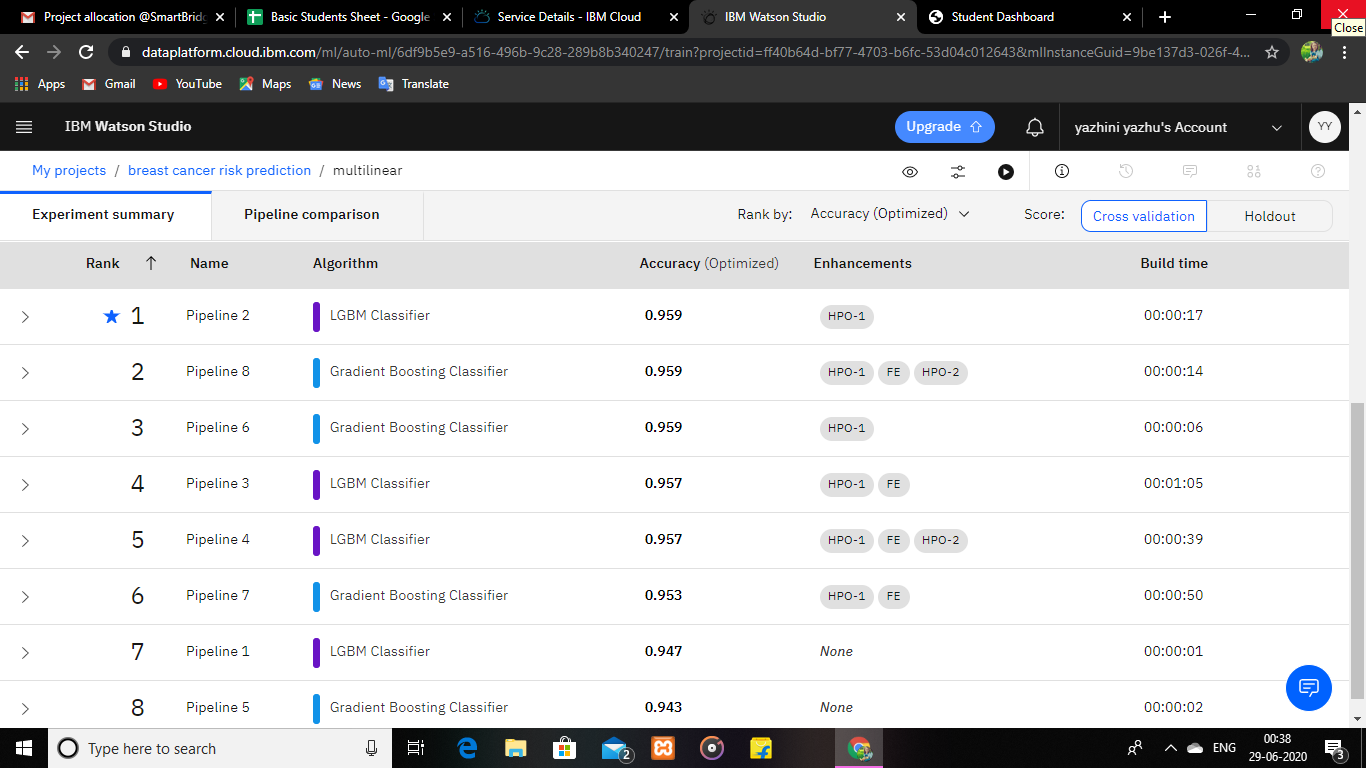 Project allocation @SmartBridg
Basic Students Sheet - Google
Service Details - IBM Cloud
IBM Watson Studio
Student Dashboard
Close
dataplatform.cloud.ibm.com/ml/auto-ml/6df9b5e9-a516-496b-9c28-289b8b340247/train?projectid=ff40b64d-bf77-4703-b6fc-53d04c012643&mlInstanceGuid=9be137d3-026f-4...
Apps Gmail YouTube Maps News Translate
IBM Watson Studio Upgrade yazhini yazhu's Account YY
My projects / breast cancer risk prediction / multilinear
Experiment summary Pipeline comparison Rank by: Accuracy (Optimized) Score: Cross validation Holdout
Rank Name Algorithm Accuracy (Optimized) Enhancements Build time
1 Pipeline 2 LGBM Classifier 0.959 HPO-1 00:00:17
2 Pipeline 8 Gradient Boosting Classifier 0.959 HPO-1 FE HPO-2 00:00:14
3 Pipeline 6 Gradient Boosting Classifier 0.959 HPO-1 00:00:06
4 Pipeline 3 LGBM Classifier 0.957 HPO-1 FE 00:01:05
5 Pipeline 4 LGBM Classifier 0.957 HPO-1 FE HPO-2 00:00:39
6 Pipeline 7 Gradient Boosting Classifier 0.953 HPO-1 FE 00:00:50
7 Pipeline 1 LGBM Classifier 0.947 None 00:00:01
8 Pipeline 5 Gradient Boosting Classifier 0.943 None 00:00:02
Type here to search 2 ENG 00:38
29-06-2020 3